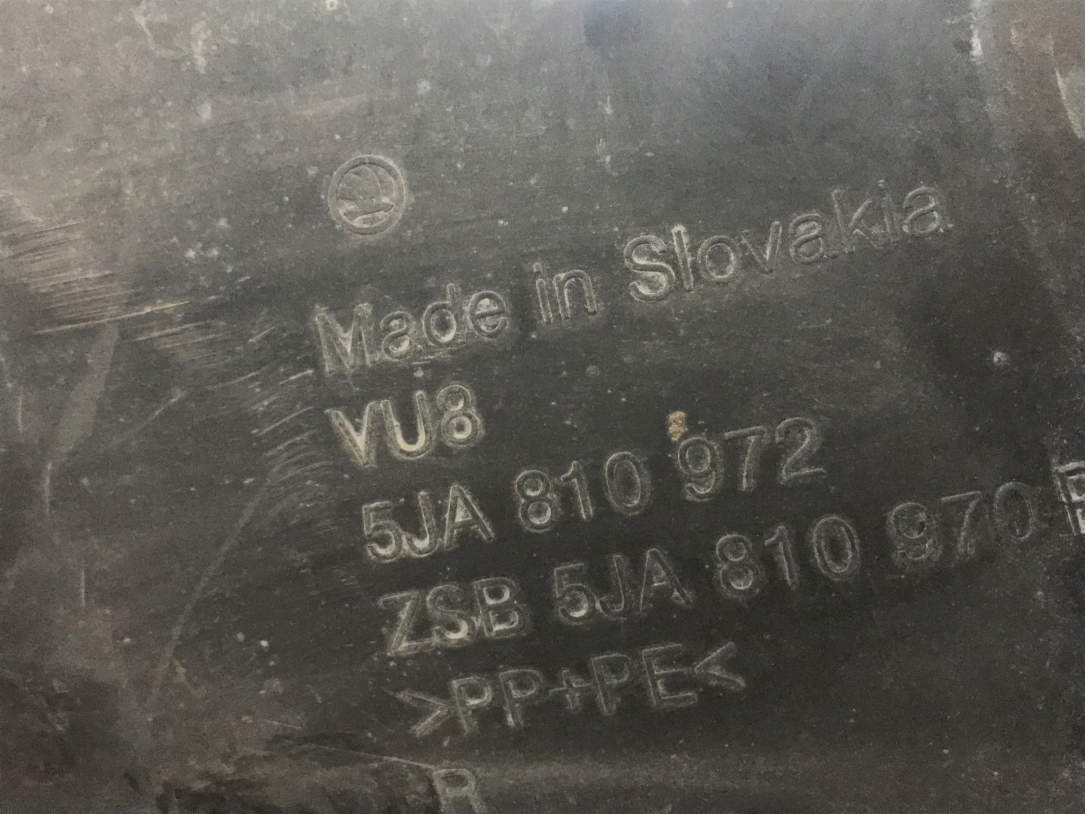 Made in Slovakia
VU8
5JA 810 972
ZSB 5JA 810 970
>PP+PE<
R